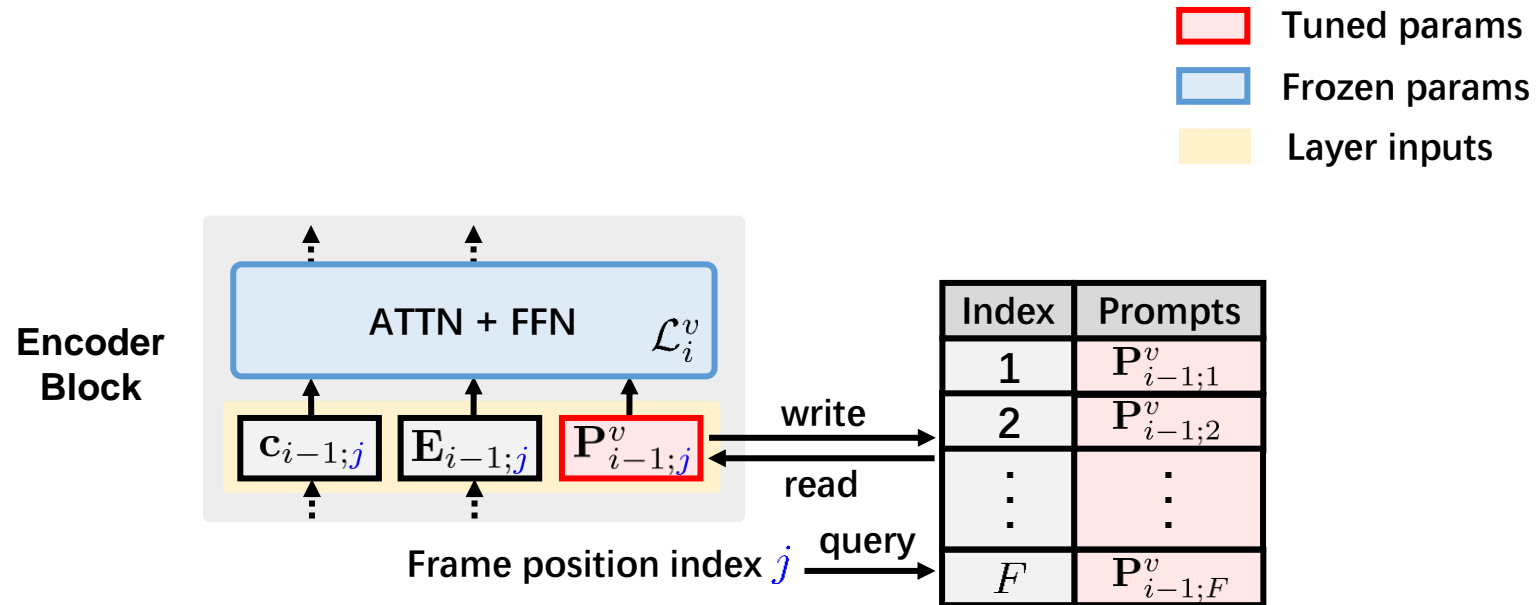 Tuned params
Frozen params
Layer inputs
Encoder
Block
ATTN + FFN
$\mathcal{L}_i^v$
$\mathbf{c}_{i-1;j}$
$\mathbf{E}_{i-1;j}$
$\mathbf{P}_{i-1;j}^v$
write
read
Frame position index $j$
query
Index Prompts
1 $\mathbf{P}_{i-1;1}^v$
2 $\mathbf{P}_{i-1;2}^v$
⋮ ⋮
$F$ $\mathbf{P}_{i-1;F}^v$